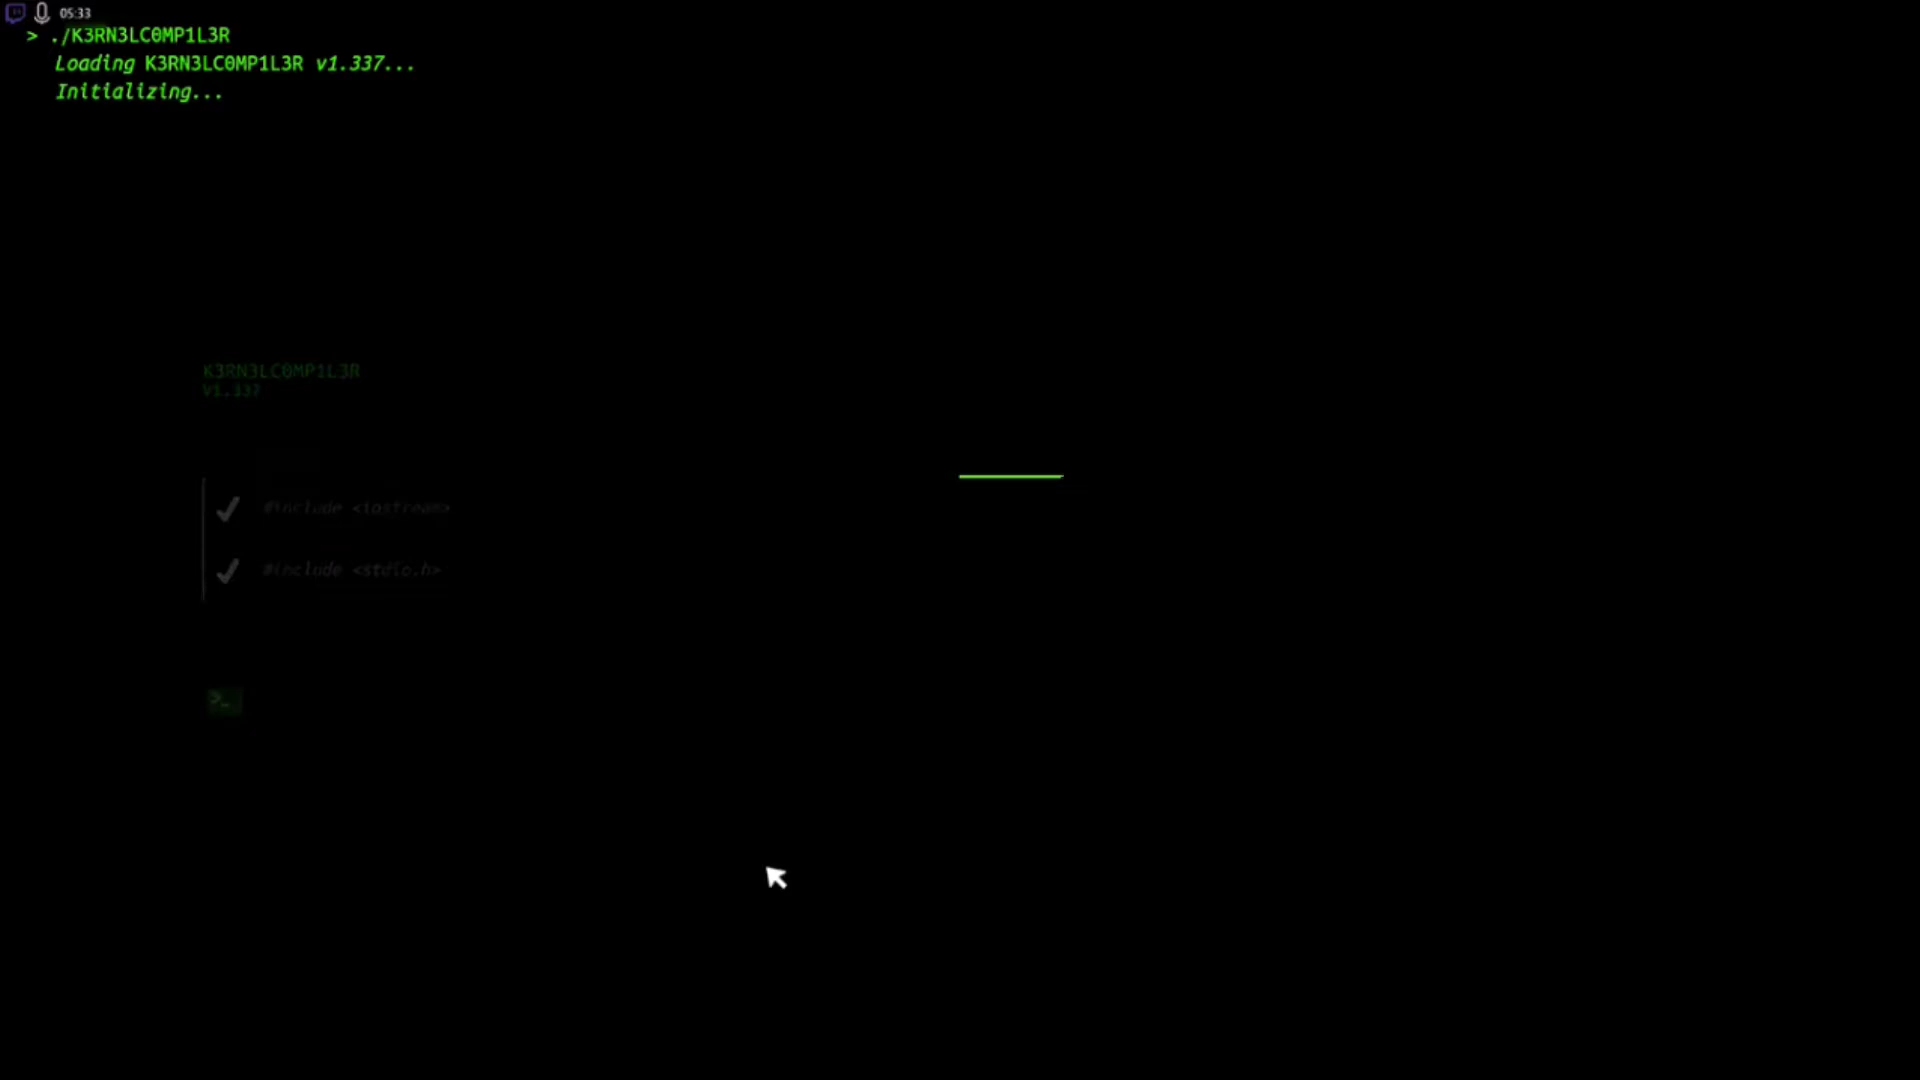 05:33
> ./K3RN3LC0MP1L3R
Loading K3RN3LC0MP1L3R v1.337...
Initializing...
K3RN3LC0MP1L3R
V1.337
#include <iostream>
#include <stdio.h>
>_